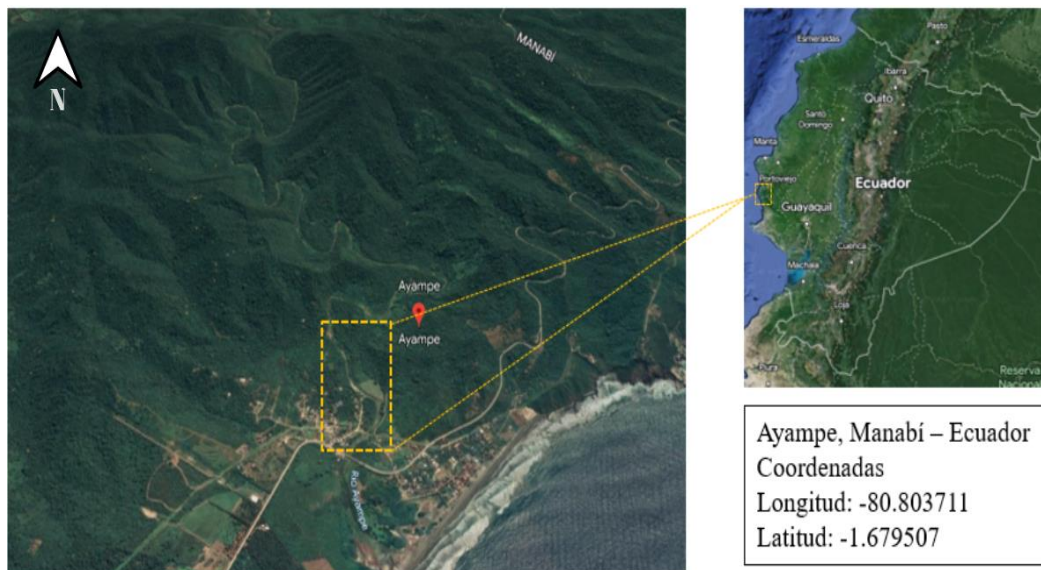 N
MANABÍ
Ayampe
Ayampe
Río Ayampe
Pasto
Esmeraldas
Ibarra
Quito
Santo
Domingo
Manta
Portoviejo
Ecuador
Guayaquil
Cuenca
Machala
Loja
Piura
Reserva
Nacional
Ayampe, Manabí – Ecuador
Coordenadas
Longitud: -80.803711
Latitud: -1.679507